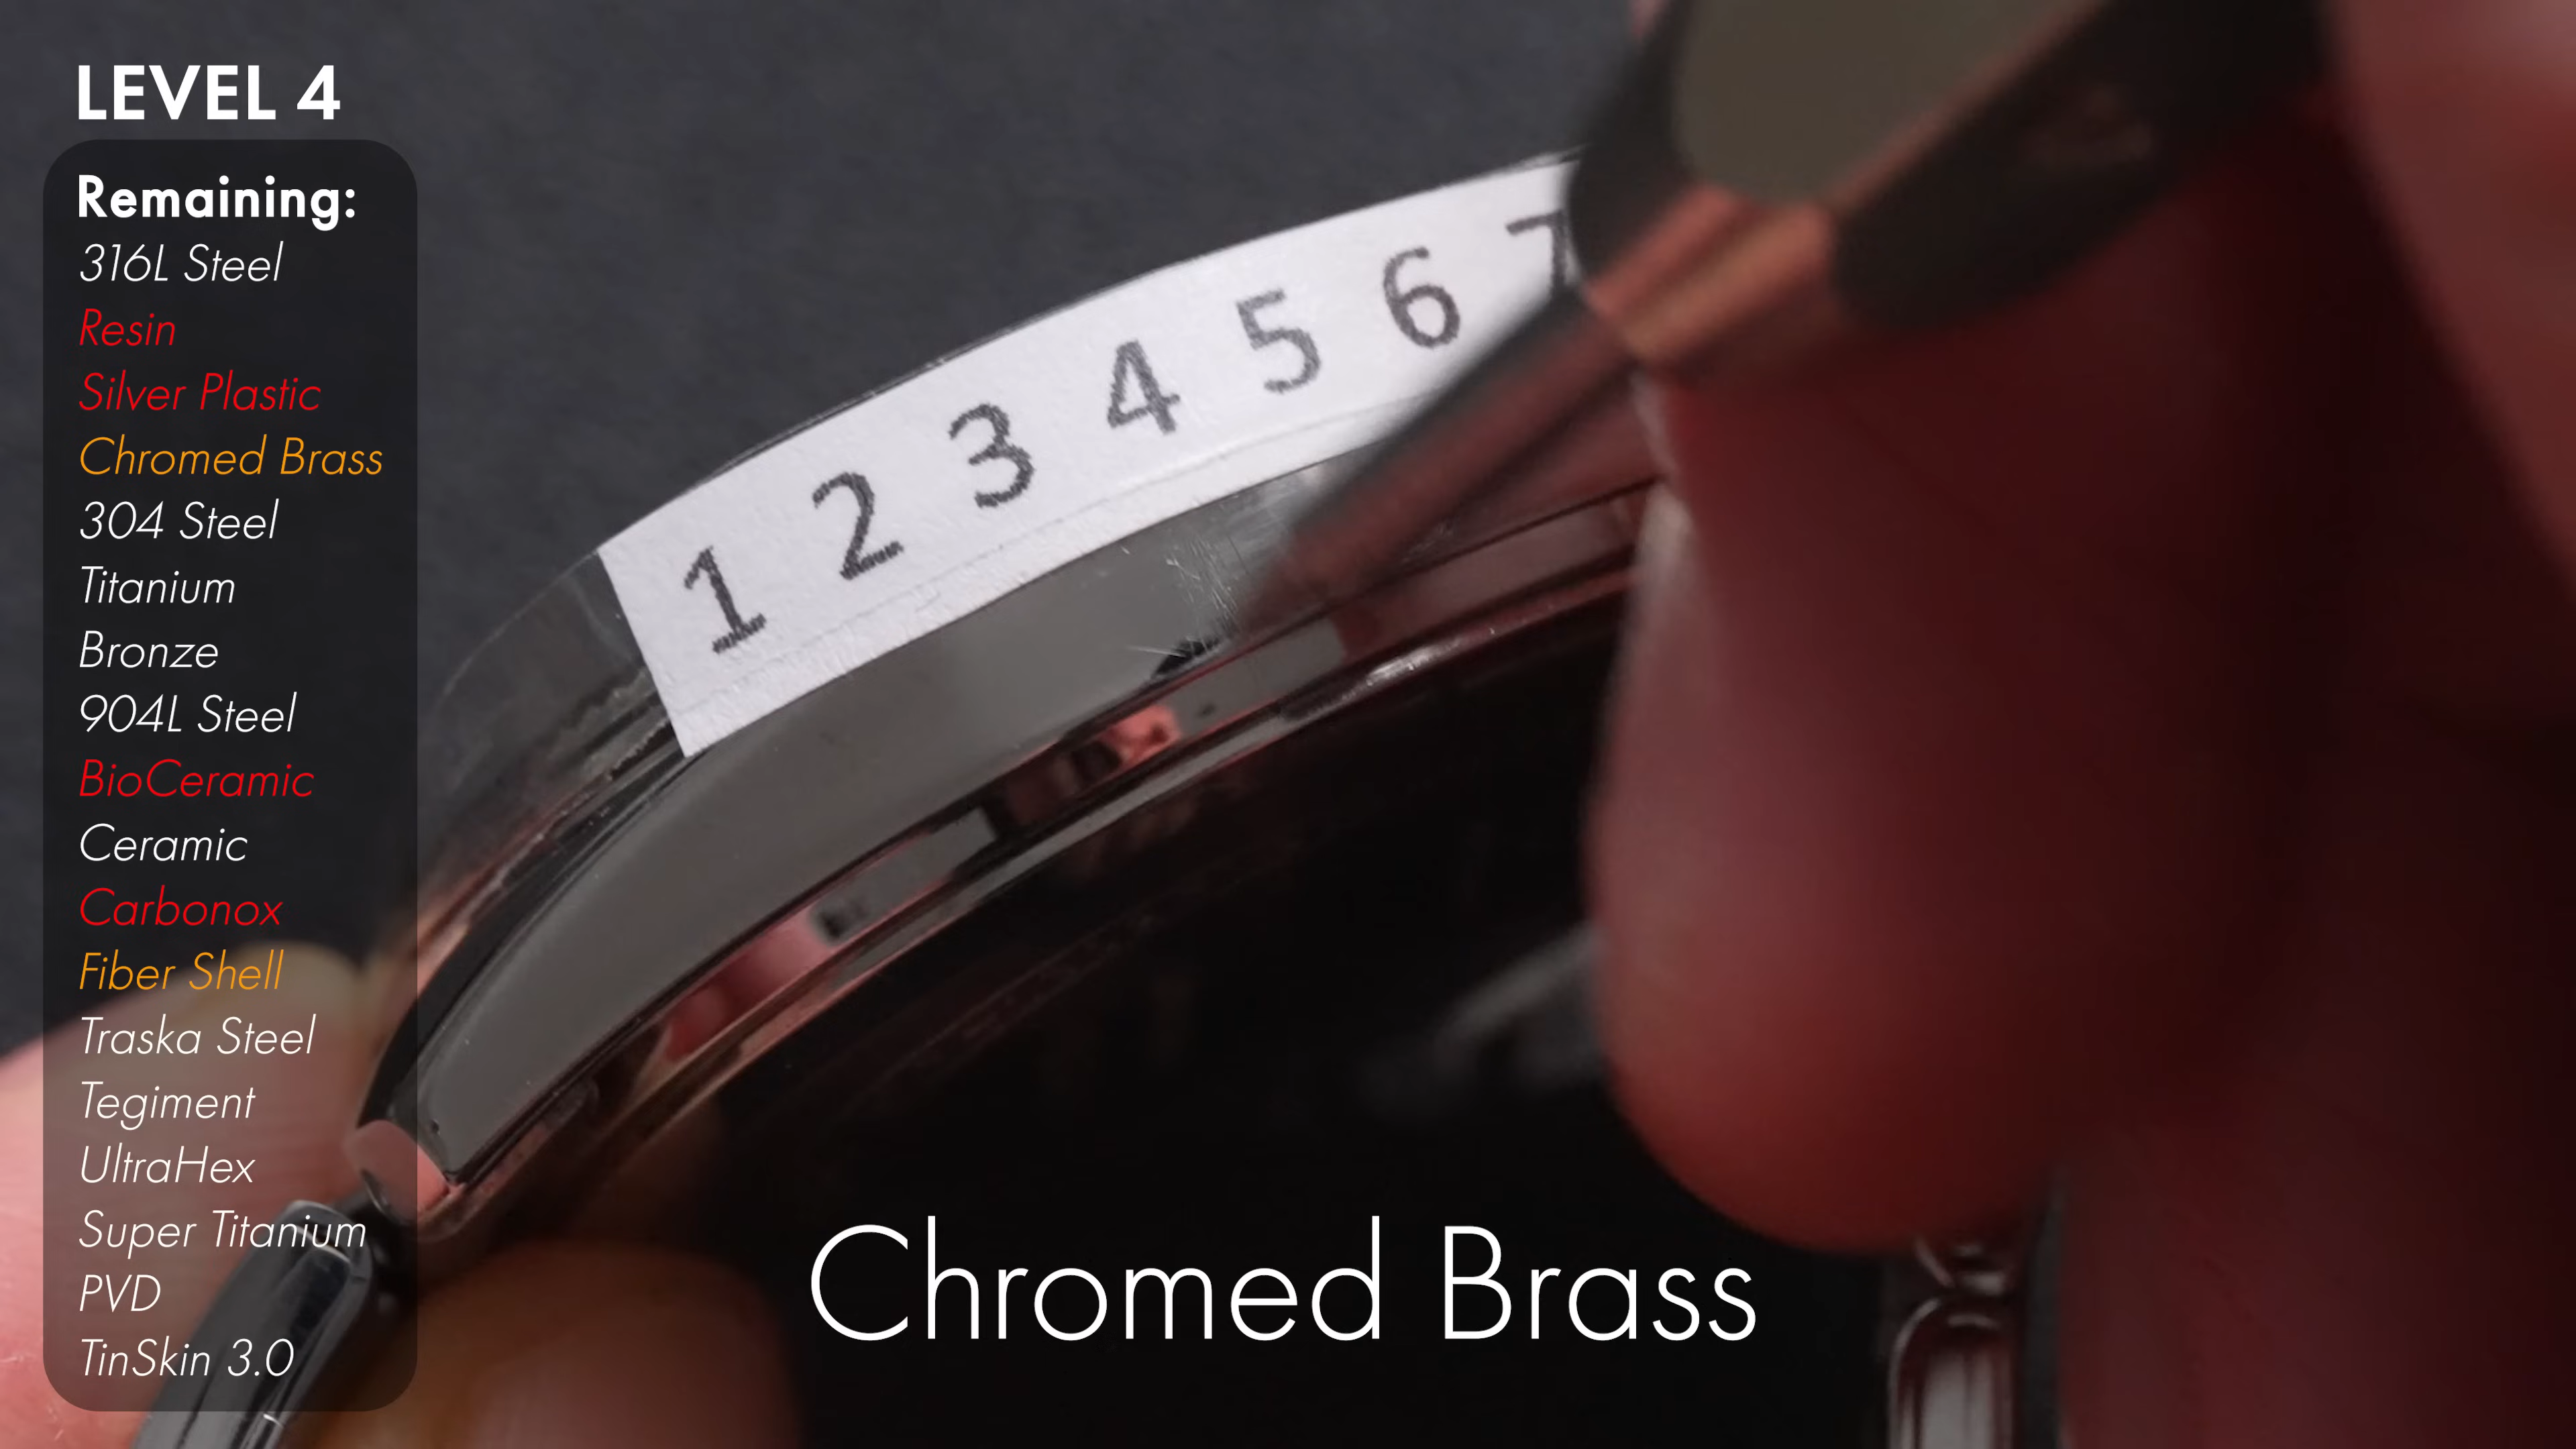 LEVEL 4
Remaining:
316L Steel
Resin
Silver Plastic
Chromed Brass
304 Steel
Titanium
Bronze
904L Steel
BioCeramic
Ceramic
Carbonox
Fiber Shell
Traska Steel
Tegiment
UltraHex
Super Titanium
PVD
TinSkin 3.0
1 2 3 4 5 6 7
Chromed Brass